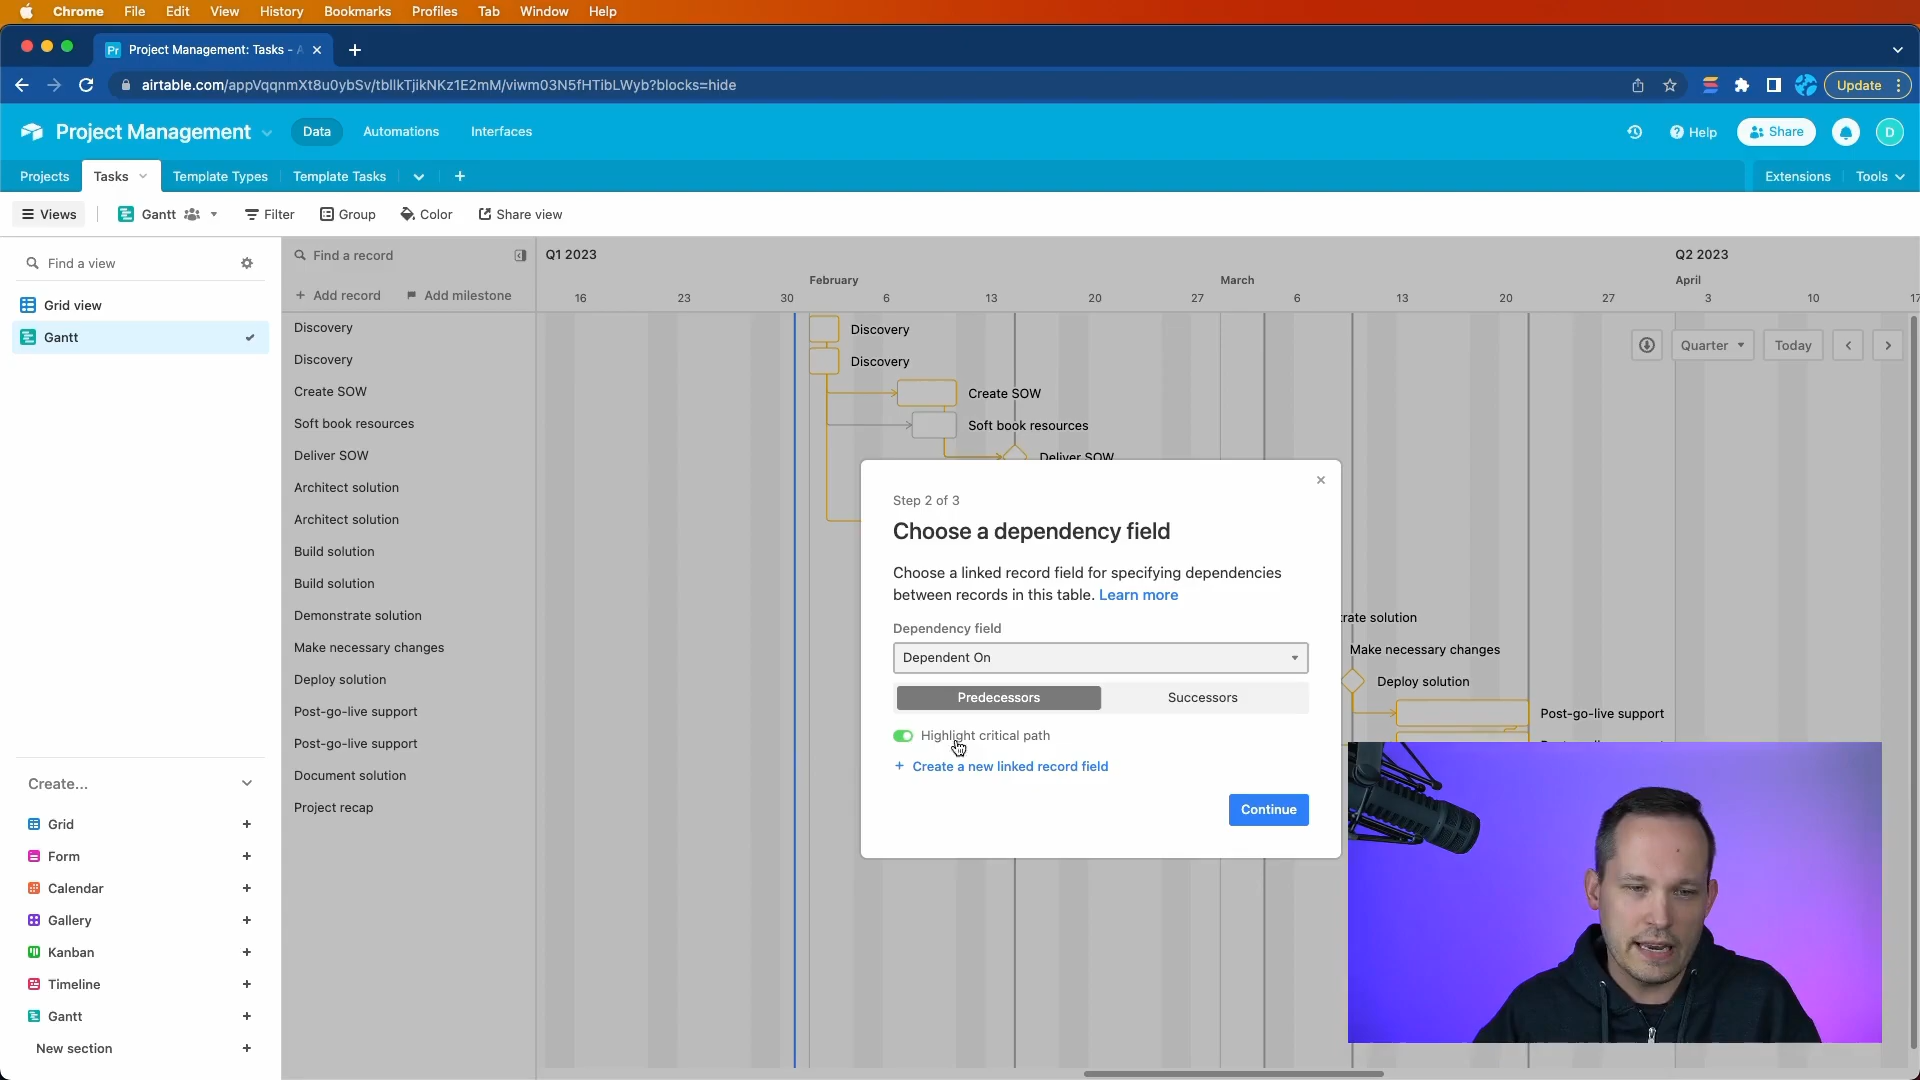 Chrome File Edit View History Bookmarks Profiles Tab Window Help
Pr Project Management: Tasks - A
airtable.com/appVqqnmXt8u0ybSv/tbllkTjikNKz1E2mM/viwm03N5fHTibLWyb?blocks=hide
Update
Project Management Data Automations Interfaces Help Share D
Projects Tasks Template Types Template Tasks Extensions Tools
Views Gantt Filter Group Color Share view
Find a view
Grid view
Gantt
Create...
Grid
Form
Calendar
Gallery
Kanban
Timeline
Gantt
New section
Find a record
Add record Add milestone
Discovery
Discovery
Create SOW
Soft book resources
Deliver SOW
Architect solution
Architect solution
Build solution
Build solution
Demonstrate solution
Make necessary changes
Deploy solution
Post-go-live support
Post-go-live support
Document solution
Project recap
Q1 2023 Q2 2023
February March April
16 23 30 6 13 20 27 6 13 20 27 3 10 17
Quarter Today
Discovery
Discovery
Create SOW
Soft book resources
Deliver SOW
trate solution
Make necessary changes
Deploy solution
Post-go-live support
Step 2 of 3
Choose a dependency field
Choose a linked record field for specifying dependencies
between records in this table. Learn more
Dependency field
Dependent On
Predecessors Successors
Highlight critical path
+ Create a new linked record field
Continue